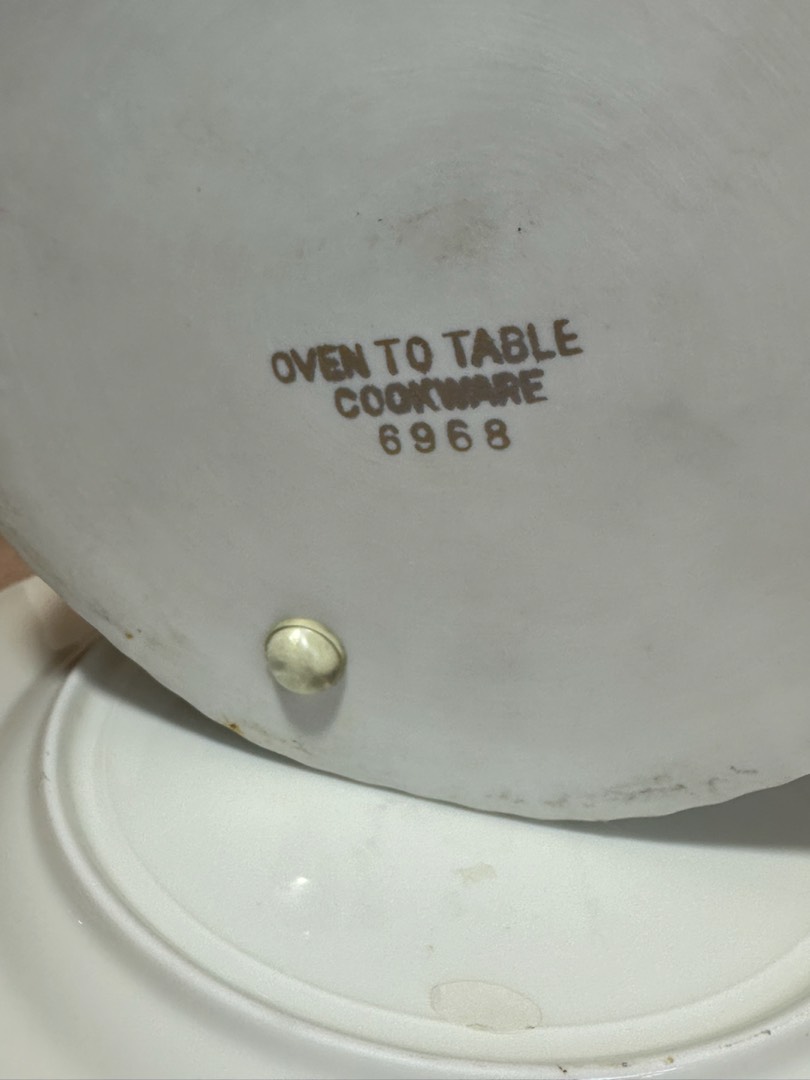 OVEN TO TABLE
COOKWARE
6968